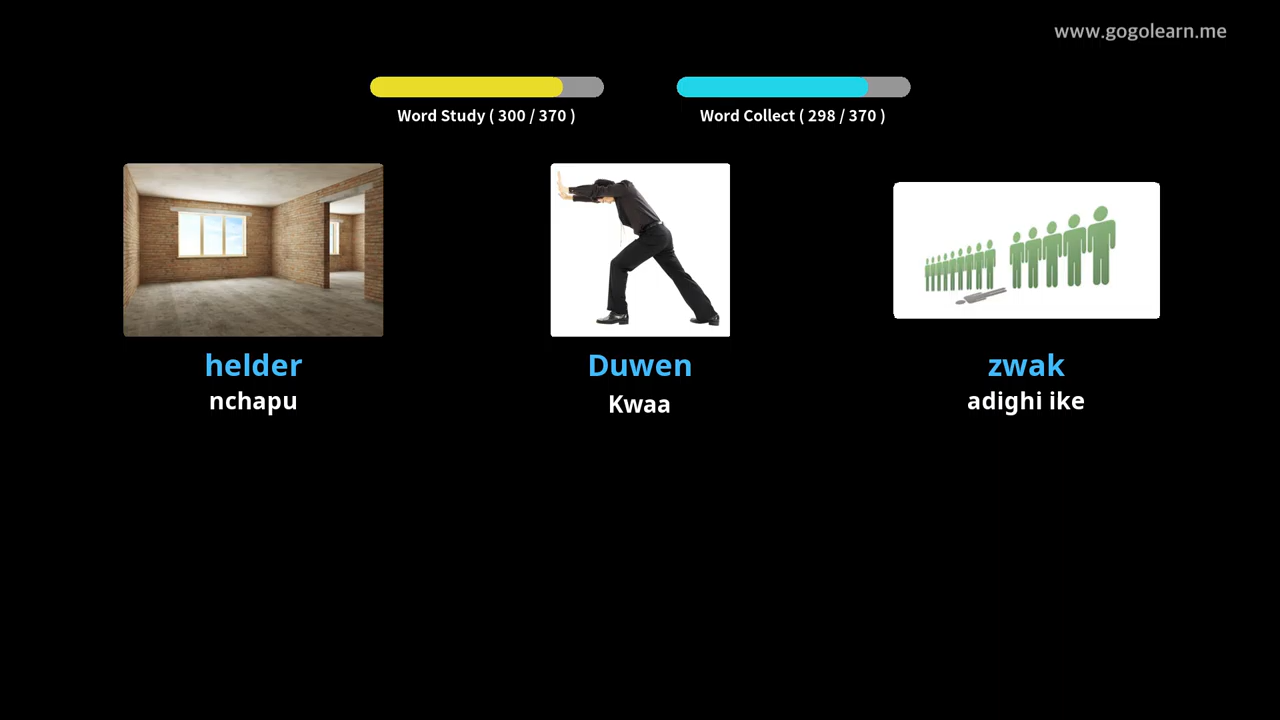 www.gogolearn.me
Word Study ( 300 / 370 )
Word Collect ( 298 / 370 )
helder
nchapu
Duwen
Kwaa
zwak
adighi ike